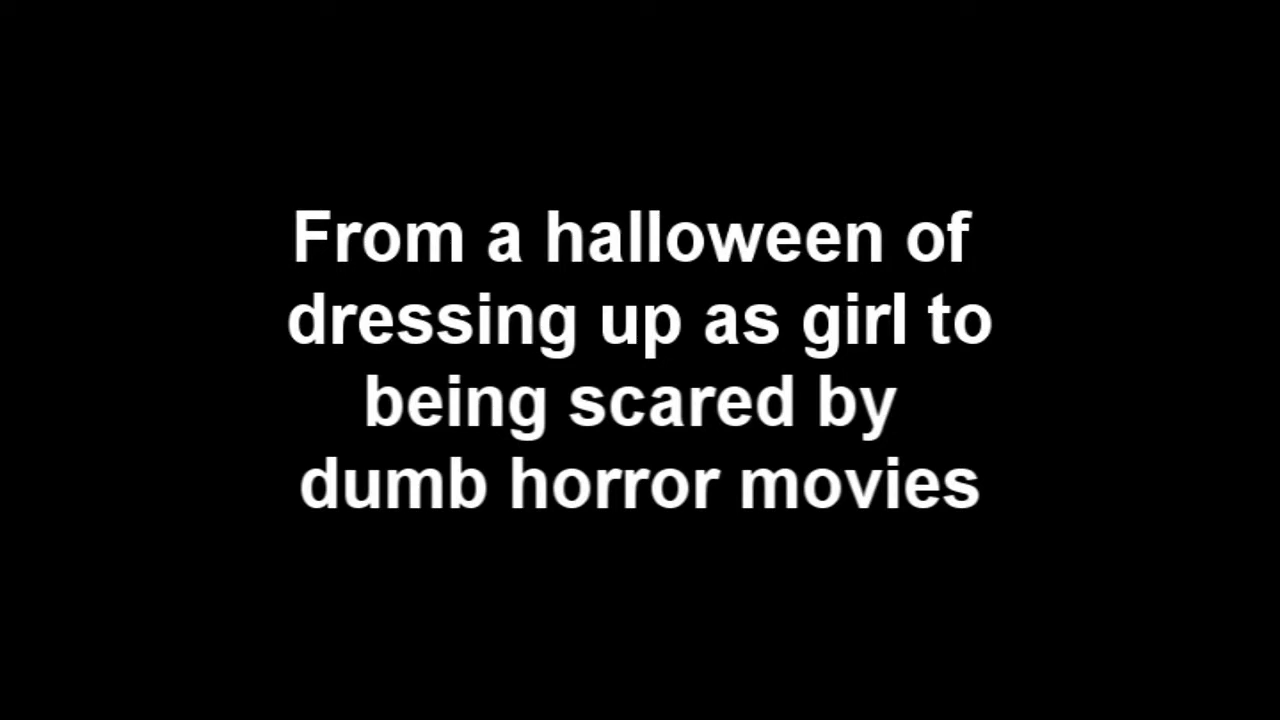 From a halloween of
dressing up as girl to
being scared by
dumb horror movies